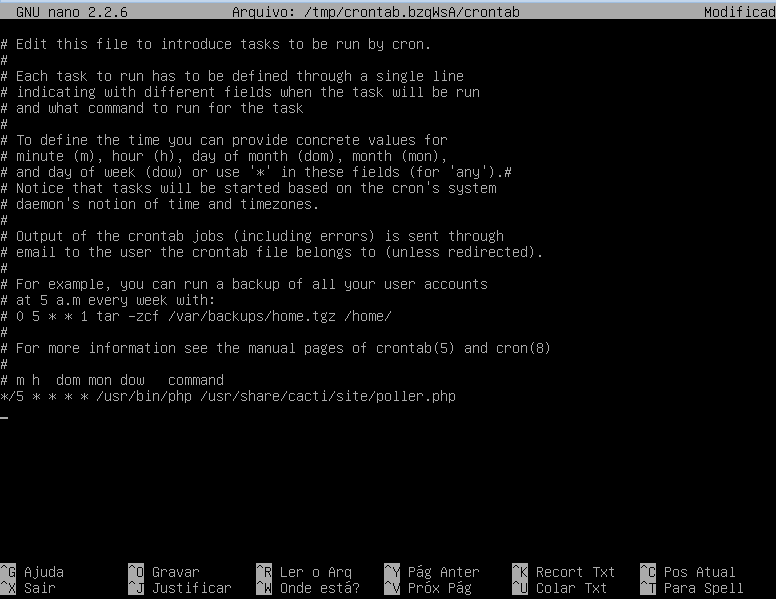 GNU nano 2.2.6 Arquivo: /tmp/crontab.bzqWsA/crontab Modificad
# Edit this file to introduce tasks to be run by cron.
#
# Each task to run has to be defined through a single line
# indicating with different fields when the task will be run
# and what command to run for the task
#
# To define the time you can provide concrete values for
# minute (m), hour (h), day of month (dom), month (mon),
# and day of week (dow) or use '*' in these fields (for 'any').#
# Notice that tasks will be started based on the cron's system
# daemon's notion of time and timezones.
#
# Output of the crontab jobs (including errors) is sent through
# email to the user the crontab file belongs to (unless redirected).
#
# For example, you can run a backup of all your user accounts
# at 5 a.m every week with:
# 0 5 * * 1 tar -zcf /var/backups/home.tgz /home/
#
# For more information see the manual pages of crontab(5) and cron(8)
#
# m h  dom mon dow   command
*/5 * * * * /usr/bin/php /usr/share/cacti/site/poller.php
^G Ajuda ^O Gravar ^R Ler o Arq ^Y Pág Anter ^K Recort Txt ^C Pos Atual
^X Sair ^J Justificar ^W Onde está? ^V Próx Pág ^U Colar Txt ^T Para Spell